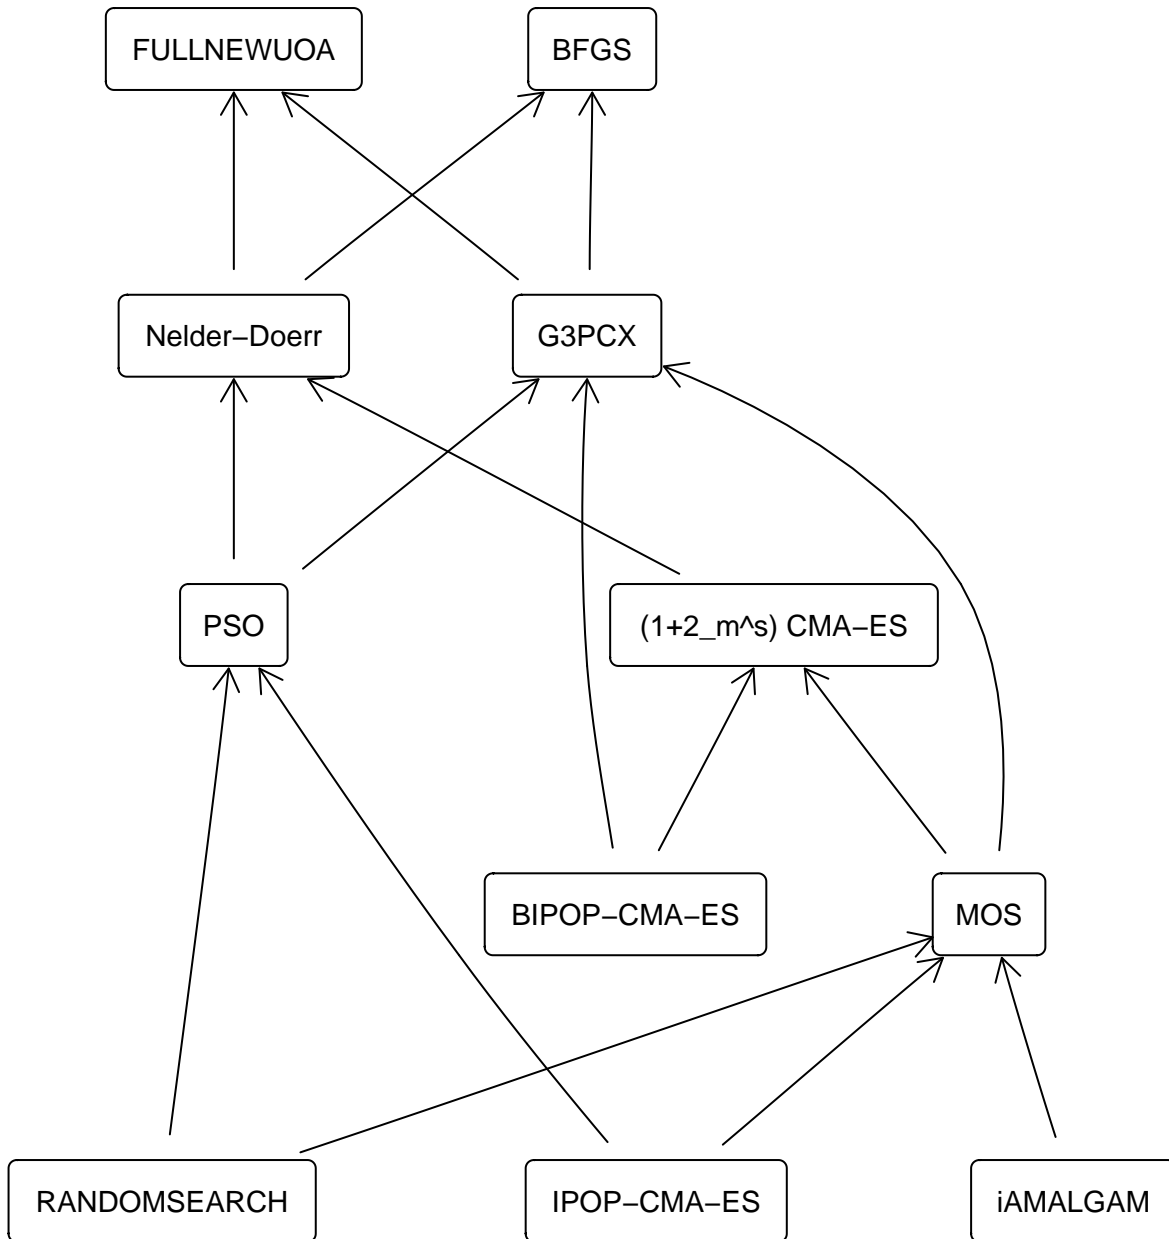 FULLNEWUOA
BFGS
Nelder−Doerr
G3PCX
PSO
(1+2_m^s) CMA−ES
BIPOP−CMA−ES
MOS
RANDOMSEARCH
IPOP−CMA−ES
iAMALGAM